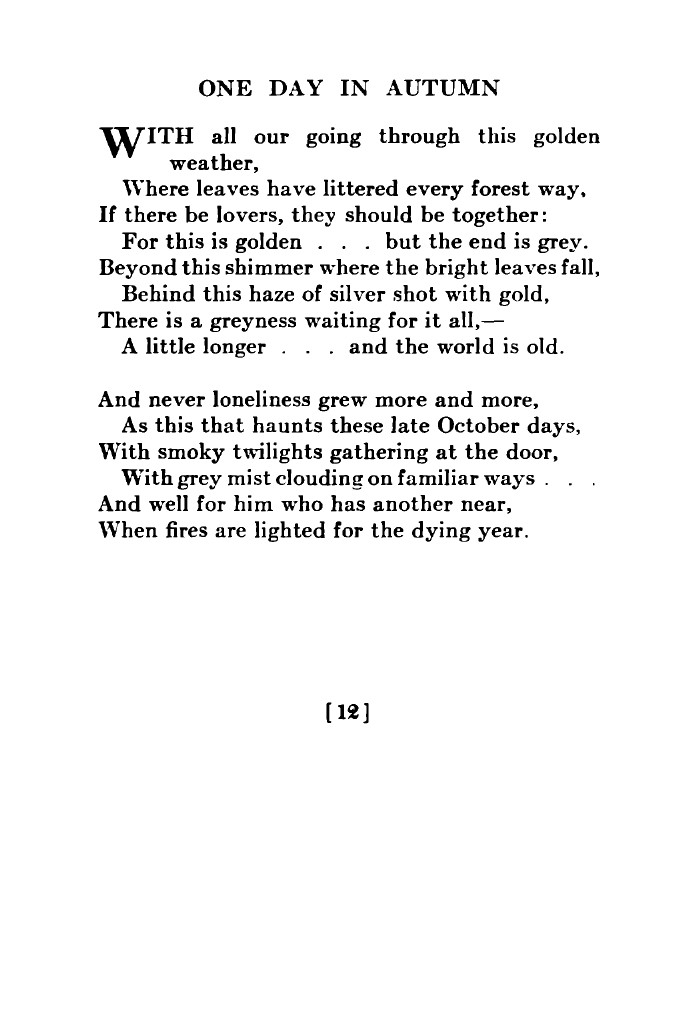 ONE DAY IN AUTUMN
WITH all our going through this golden
weather,
Where leaves have littered every forest way,
If there be lovers, they should be together:
For this is golden . . . but the end is grey.
Beyond this shimmer where the bright leaves fall,
Behind this haze of silver shot with gold,
There is a greyness waiting for it all,—
A little longer . . . and the world is old.

And never loneliness grew more and more,
As this that haunts these late October days,
With smoky twilights gathering at the door,
With grey mist clouding on familiar ways . . .
And well for him who has another near,
When fires are lighted for the dying year.
[12]